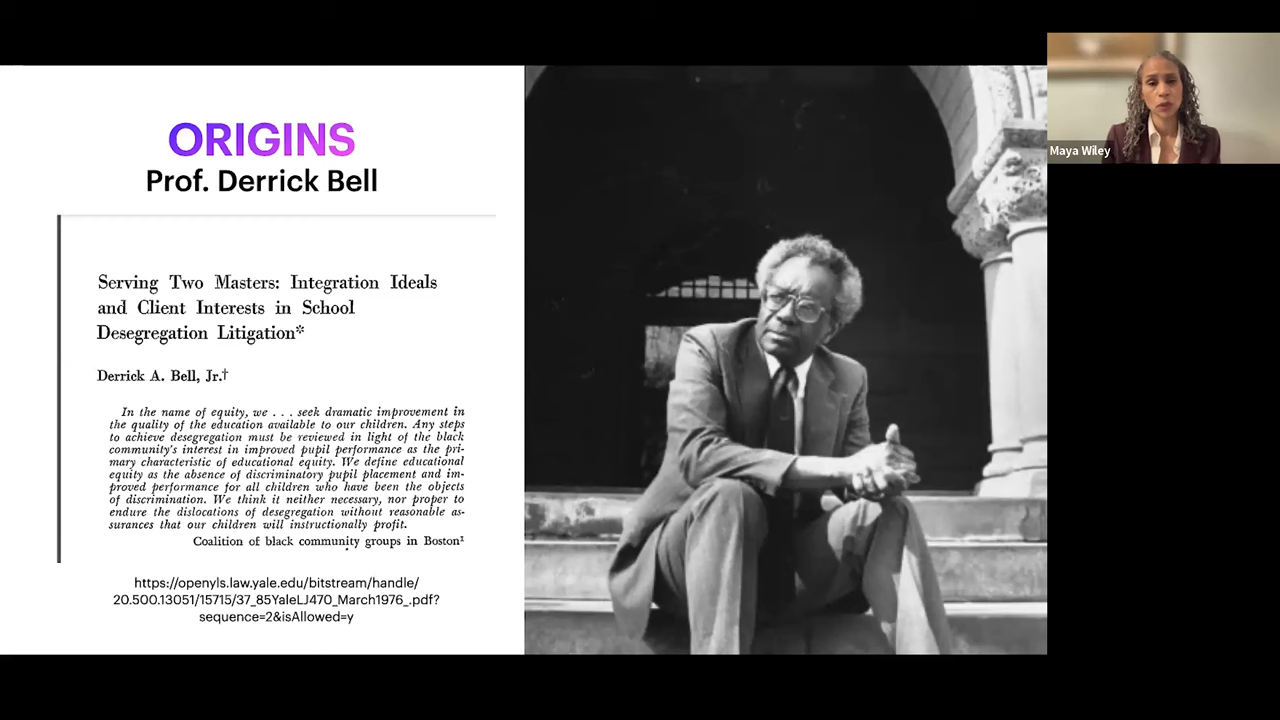 ORIGINS
Prof. Derrick Bell
Serving Two Masters: Integration Ideals
and Client Interests in School
Desegregation Litigation*
Derrick A. Bell, Jr.†
In the name of equity, we . . . seek dramatic improvement in
the quality of the education available to our children. Any steps
to achieve desegregation must be reviewed in light of the black
community's interest in improved pupil performance as the pri-
mary characteristic of educational equity. We define educational
equity as the absence of discriminatory pupil placement and im-
proved performance for all children who have been the objects
of discrimination. We think it neither necessary, nor proper to
endure the dislocations of desegregation without reasonable as-
surances that our children will instructionally profit.
Coalition of black community groups in Boston¹
https://openyls.law.yale.edu/bitstream/handle/
20.500.13051/15715/37_85YaleLJ470_March1976_.pdf?
sequence=2&isAllowed=y
Maya Wiley